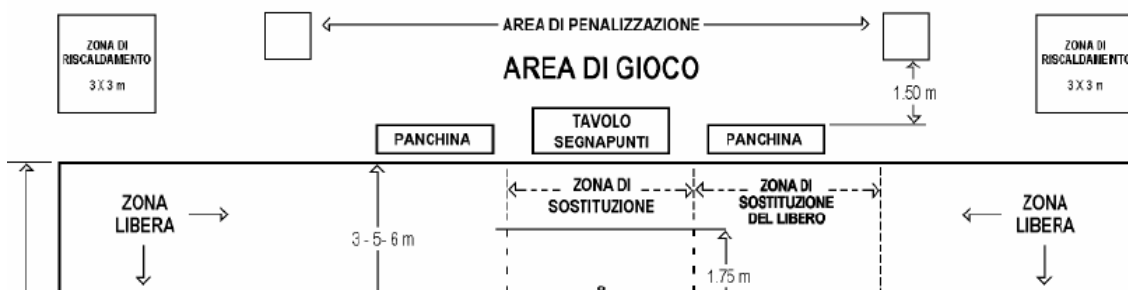 AREA DI PENALIZZAZIONE
ZONA DI
RISCALDAMENTO
3 X 3 m
ZONA DI
RISCALDAMENTO
3 X 3 m
AREA DI GIOCO
1.50 m
PANCHINA
TAVOLO
SEGNAPUNTI
PANCHINA
ZONA
LIBERA
ZONA DI
SOSTITUZIONE
ZONA DI
SOSTITUZIONE
DEL LIBERO
ZONA
LIBERA
3 - 5- 6 m
1.75 m